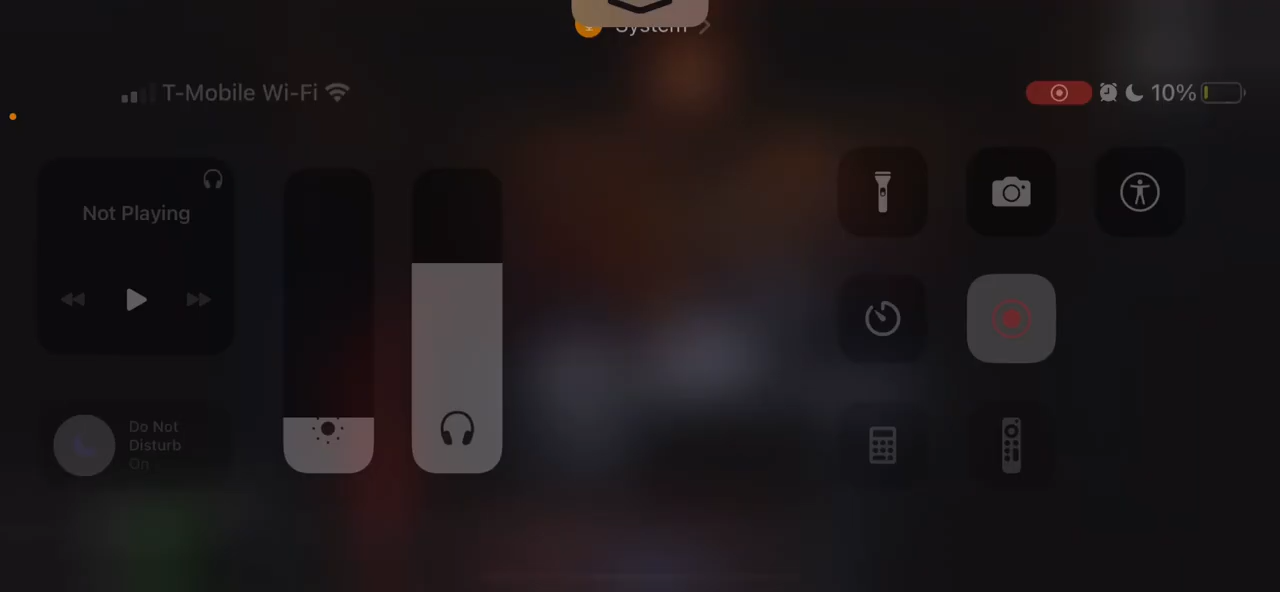 System
T-Mobile Wi-Fi
10%
Not Playing
Do Not
Disturb
On